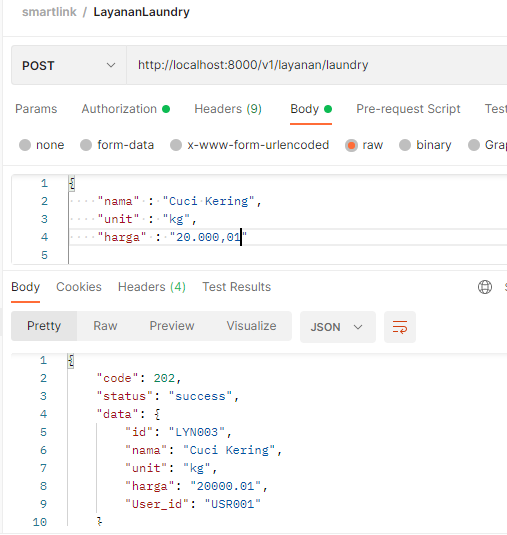 smartlink / LayananLaundry
POST http://localhost:8000/v1/layanan/laundry
Params Authorization Headers (9) Body Pre-request Script
none form-data x-www-form-urlencoded raw binary
1 {
2 "nama" : "Cuci Kering",
3 "unit" : "kg",
4 "harga" : "20.000,01"
5
Body Cookies Headers (4) Test Results
Pretty Raw Preview Visualize JSON
1 {
2 "code": 202,
3 "status": "success",
4 "data": {
5 "id": "LYN003",
6 "nama": "Cuci Kering",
7 "unit": "kg",
8 "harga": "20000.01",
9 "User_id": "USR001"
10 }